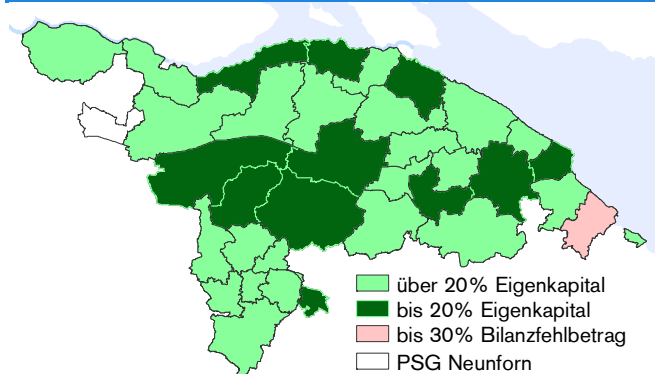 über 20% Eigenkapital
bis 20% Eigenkapital
bis 30% Bilanzfehlbetrag
PSG Neunforn